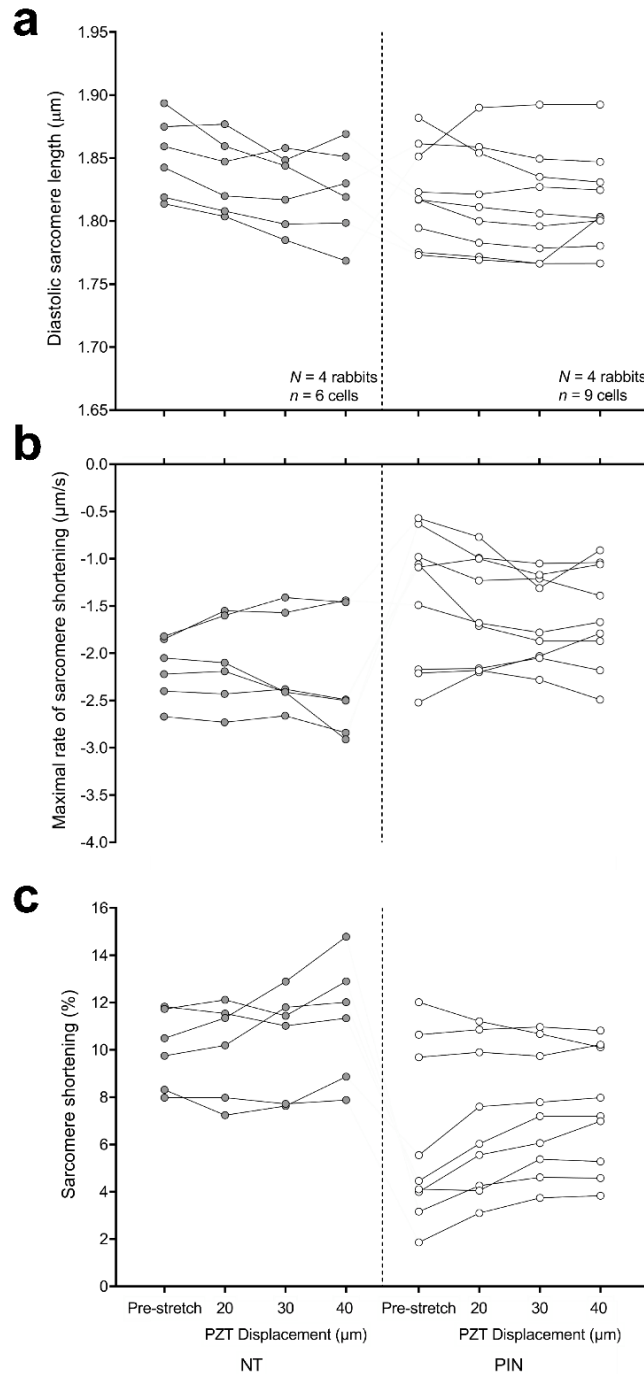 a
1.95
1.90
1.85
1.80
1.75
1.70
1.65
Diastolic sarcomere length (µm)
N = 4 rabbits
n = 6 cells
N = 4 rabbits
n = 9 cells
b
0.0
-0.5
-1.0
-1.5
-2.0
-2.5
-3.0
-3.5
-4.0
Maximal rate of sarcomere shortening (µm/s)
c
16
14
12
10
8
6
4
2
0
Sarcomere shortening (%)
Pre-stretch 20 30 40 Pre-stretch 20 30 40
PZT Displacement (µm) PZT Displacement (µm)
NT PIN